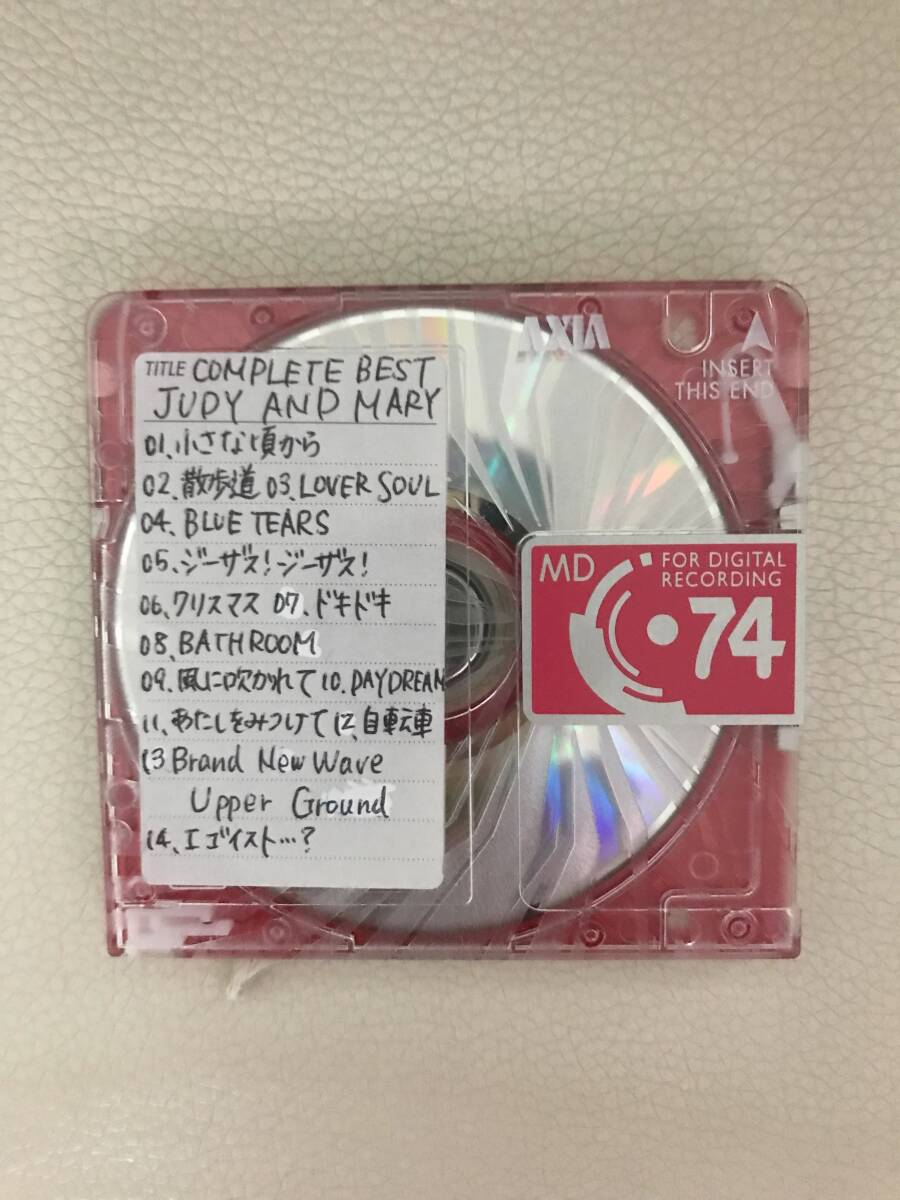 AXIA
INSERT
THIS END
TITLE COMPLETE BEST
JUDY AND MARY
01.小さな頃から
02.散歩道 03.LOVER SOUL
04.BLUE TEARS
05.ジーザス!ジーザス!
06.クリスマス 07.ドキドキ
08.BATHROOM
09.風に吹かれて 10.DAYDREAM
11.あたしをみつけて 12.自転車
13 Brand New Wave
Upper Ground
14.エゴイスト…?
MD
FOR DIGITAL
RECORDING
74